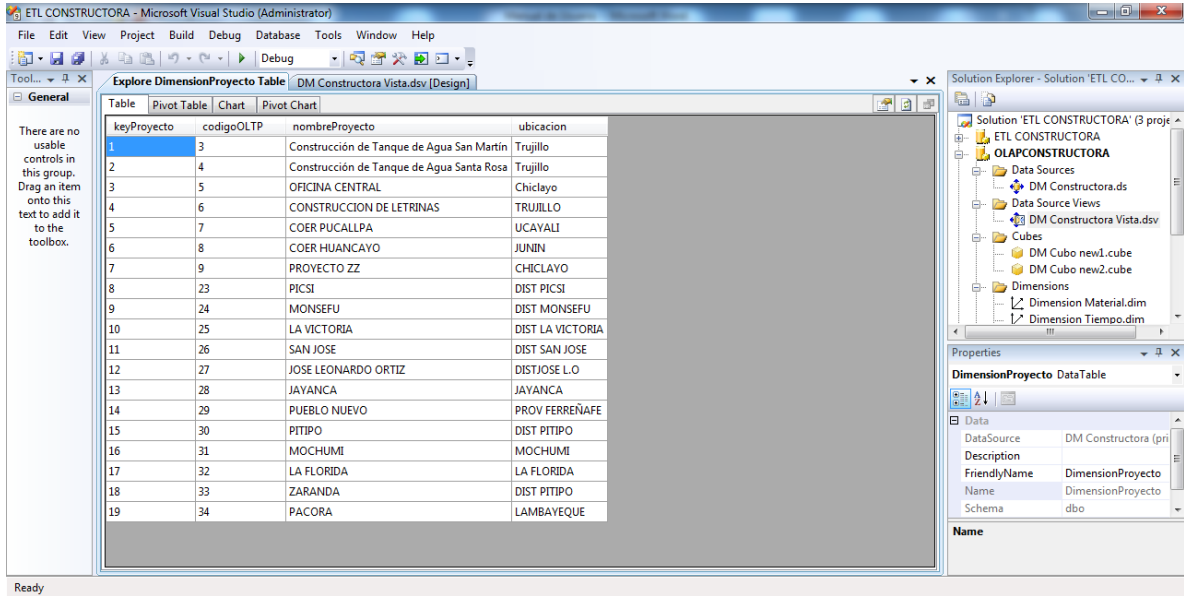 ETL CONSTRUCTORA - Microsoft Visual Studio (Administrator)
File Edit View Project Build Debug Database Tools Window Help
Debug
Tool...
General
There are no
usable
controls in
this group.
Drag an item
onto this
text to add it
to the
toolbox.
Explore DimensionProyecto Table DM Constructora Vista.dsv [Design]
Table Pivot Table Chart Pivot Chart
keyProyecto codigoOLTP nombreProyecto ubicacion
1 3 Construcción de Tanque de Agua San Martín Trujillo
2 4 Construcción de Tanque de Agua Santa Rosa Trujillo
3 5 OFICINA CENTRAL Chiclayo
4 6 CONSTRUCCION DE LETRINAS TRUJILLO
5 7 COER PUCALLPA UCAYALI
6 8 COER HUANCAYO JUNIN
7 9 PROYECTO ZZ CHICLAYO
8 23 PICSI DIST PICSI
9 24 MONSEFU DIST MONSEFU
10 25 LA VICTORIA DIST LA VICTORIA
11 26 SAN JOSE DIST SAN JOSE
12 27 JOSE LEONARDO ORTIZ DISTJOSE L.O
13 28 JAYANCA JAYANCA
14 29 PUEBLO NUEVO PROV FERREÑAFE
15 30 PITIPO DIST PITIPO
16 31 MOCHUMI MOCHUMI
17 32 LA FLORIDA LA FLORIDA
18 33 ZARANDA DIST PITIPO
19 34 PACORA LAMBAYEQUE
Solution Explorer - Solution 'ETL CO...
Solution 'ETL CONSTRUCTORA' (3 proje
ETL CONSTRUCTORA
OLAPCONSTRUCTORA
Data Sources
DM Constructora.ds
Data Source Views
DM Constructora Vista.dsv
Cubes
DM Cubo new1.cube
DM Cubo new2.cube
Dimensions
Dimension Material.dim
Dimension Tiempo.dim
Properties
DimensionProyecto DataTable
Data
DataSource DM Constructora (pri
Description
FriendlyName DimensionProyecto
Name DimensionProyecto
Schema dbo
Name
Ready